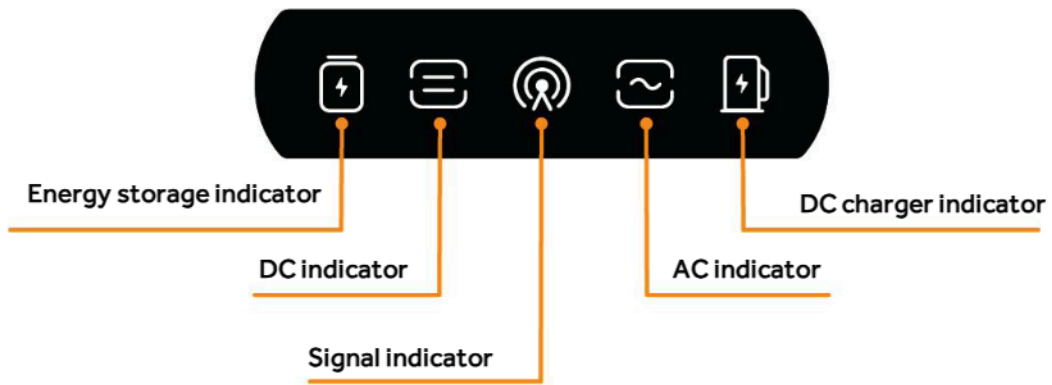 Energy storage indicator
DC charger indicator
DC indicator
AC indicator
Signal indicator